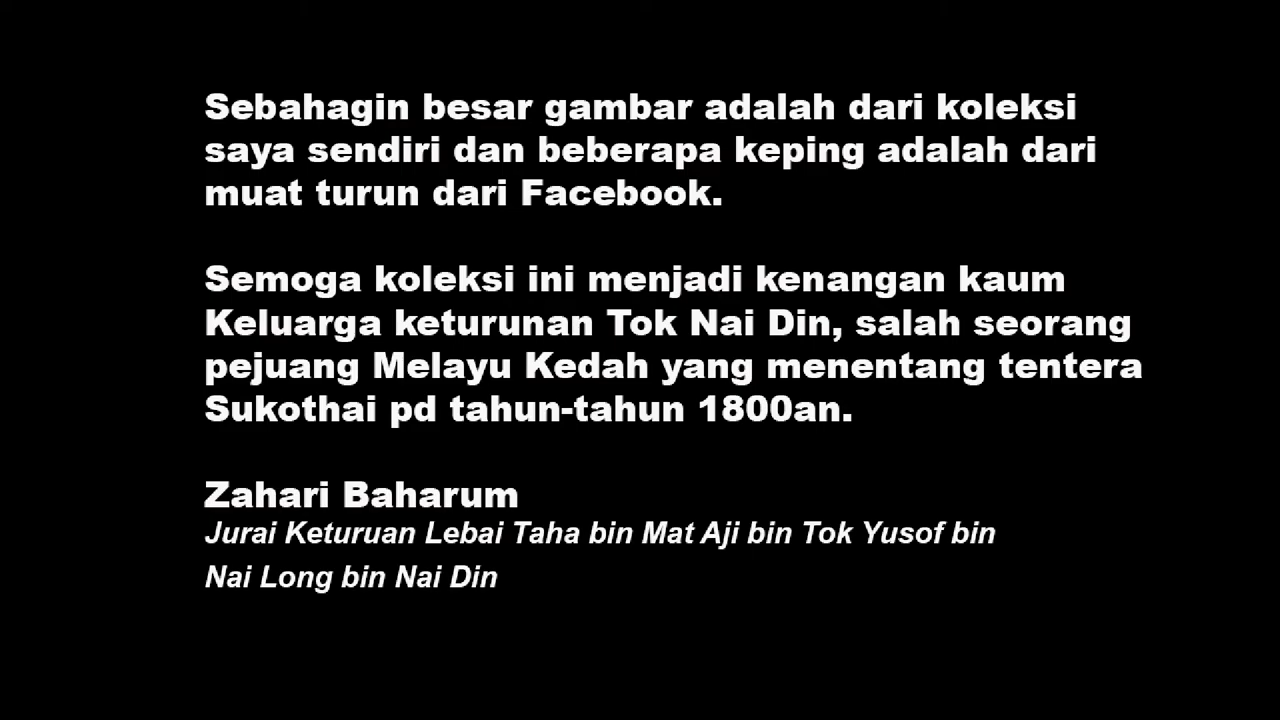 Sebahagin besar gambar adalah dari koleksi
saya sendiri dan beberapa keping adalah dari
muat turun dari Facebook.
Semoga koleksi ini menjadi kenangan kaum
Keluarga keturunan Tok Nai Din, salah seorang
pejuang Melayu Kedah yang menentang tentera
Sukothai pd tahun-tahun 1800an.
Zahari Baharum
Jurai Keturuan Lebai Taha bin Mat Aji bin Tok Yusof bin
Nai Long bin Nai Din